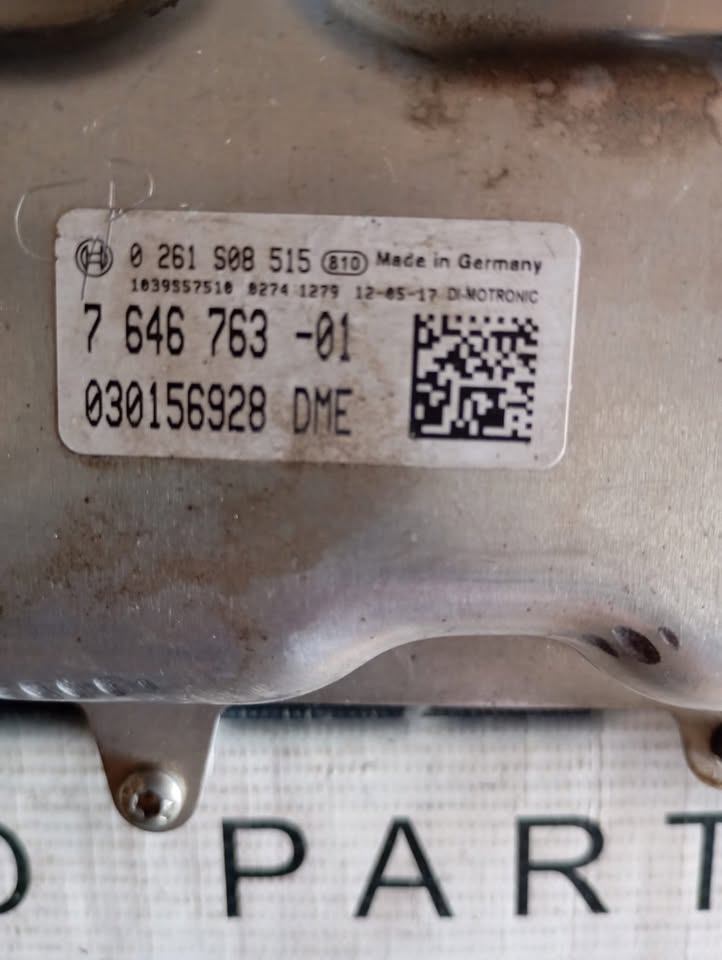 0 261 S08 515 810 Made in Germany
1039S57510 0274 1279 12-05-17 DI-MOTRONIC
7 646 763 -01
030156928 DME
O PART